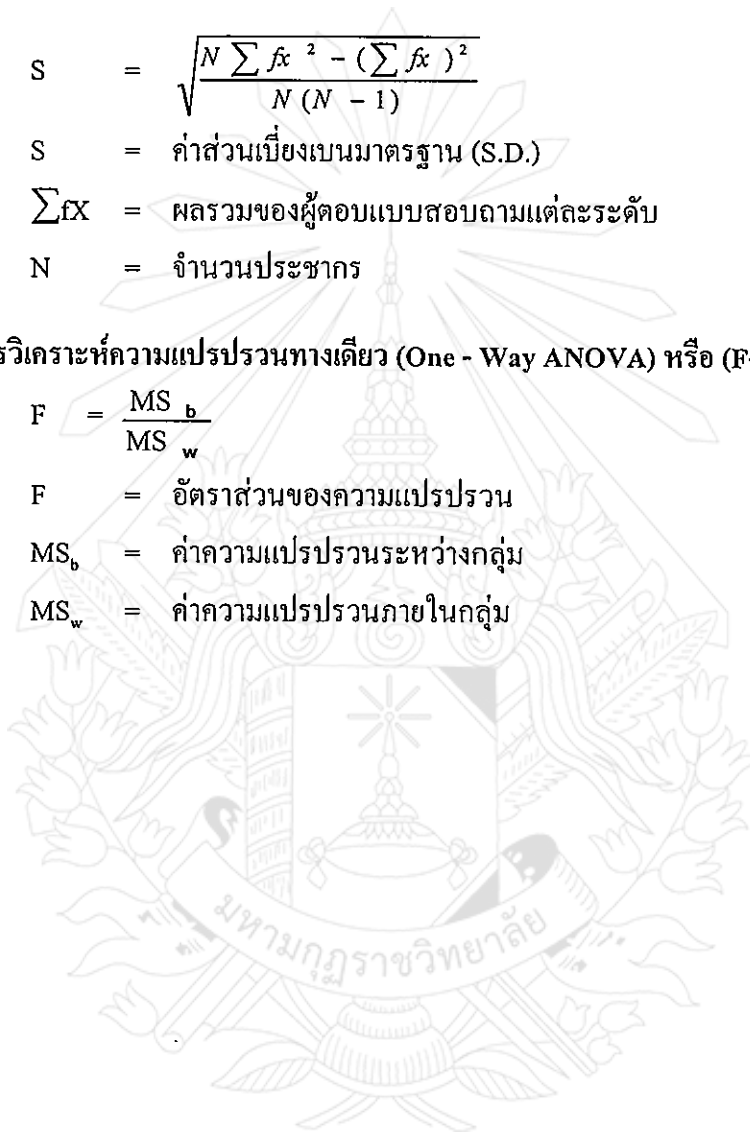 S = √ N ∑ fx ² − (∑ fx )² / N (N − 1)
S = ค่าส่วนเบี่ยงเบนมาตรฐาน (S.D.)
∑fX = ผลรวมของผู้ตอบแบบสอบถามแต่ละระดับ
N = จำนวนประชากร
รวิเคราะห์ความแปรปรวนทางเดียว (One - Way ANOVA) หรือ (F-
F = MS b / MS w
F = อัตราส่วนของความแปรปรวน
MSb = ค่าความแปรปรวนระหว่างกลุ่ม
MSw = ค่าความแปรปรวนภายในกลุ่ม
มหามกุฏราชวิทยาลัย